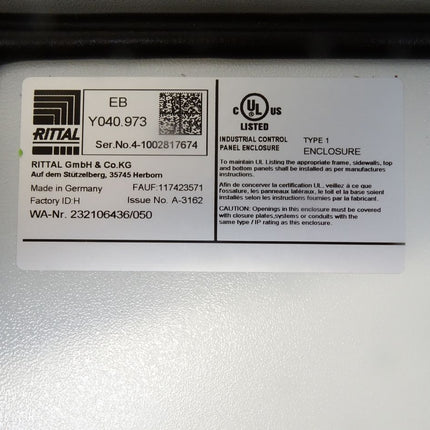 RITTAL
EB
Y040.973
Ser.No.4-1002817674
RITTAL GmbH & Co.KG
Auf dem Stützelberg, 35745 Herborn
Made in Germany
FAUF:117423571
Factory ID:H
Issue No. A-3162
WA-Nr. 232106436/050
C UL US
LISTED
INDUSTRIAL CONTROL
PANEL ENCLOSURE
TYPE 1
ENCLOSURE
To maintain UL Listing the appropriate frame, sidewalls, top
and bottom panels shall be installed as per manufactures
instructions.
Afin de conserver la certification UL, veillez à ce que
l'ossature, les panneaux latéraux, le toit et la base soient
installés selon les instructions fournies par la fabricant.
CAUTION: Openings in this enclosure must be covered
with closure plates,systems or conduits with the
same type / IP rating as this enclosure.